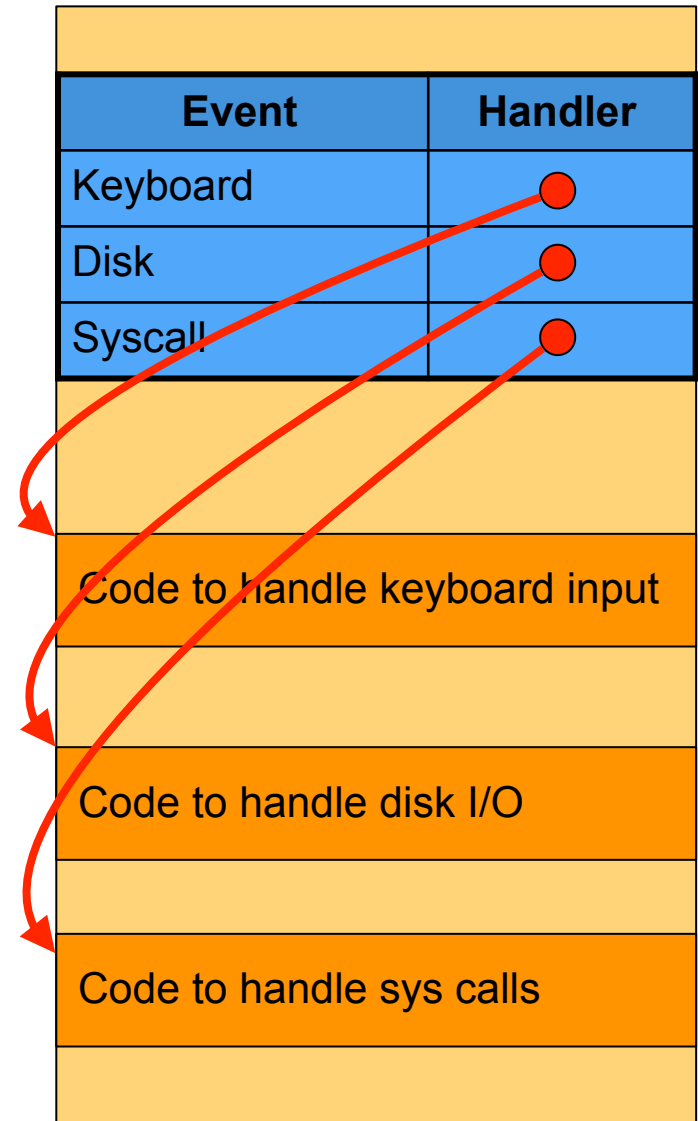 Event Handler
Keyboard
Disk
Syscall
Code to handle keyboard input
Code to handle disk I/O
Code to handle sys calls